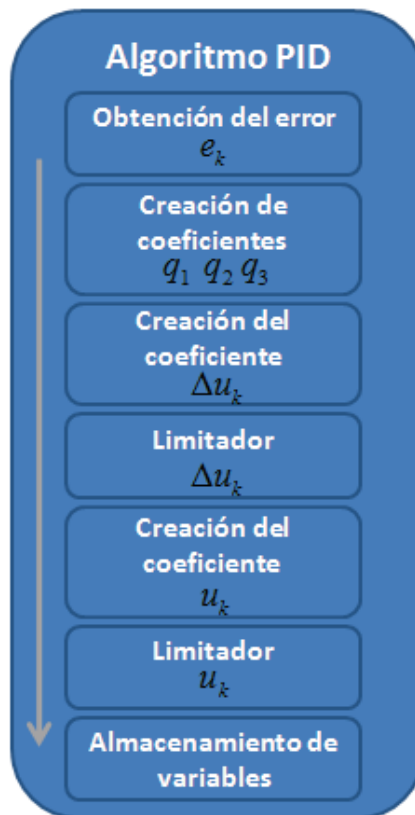 Algoritmo PID
Obtención del error
e_k
Creación de
coeficientes
q_1 q_2 q_3
Creación del
coeficiente
Δu_k
Limitador
Δu_k
Creación del
coeficiente
u_k
Limitador
u_k
Almacenamiento de
variables